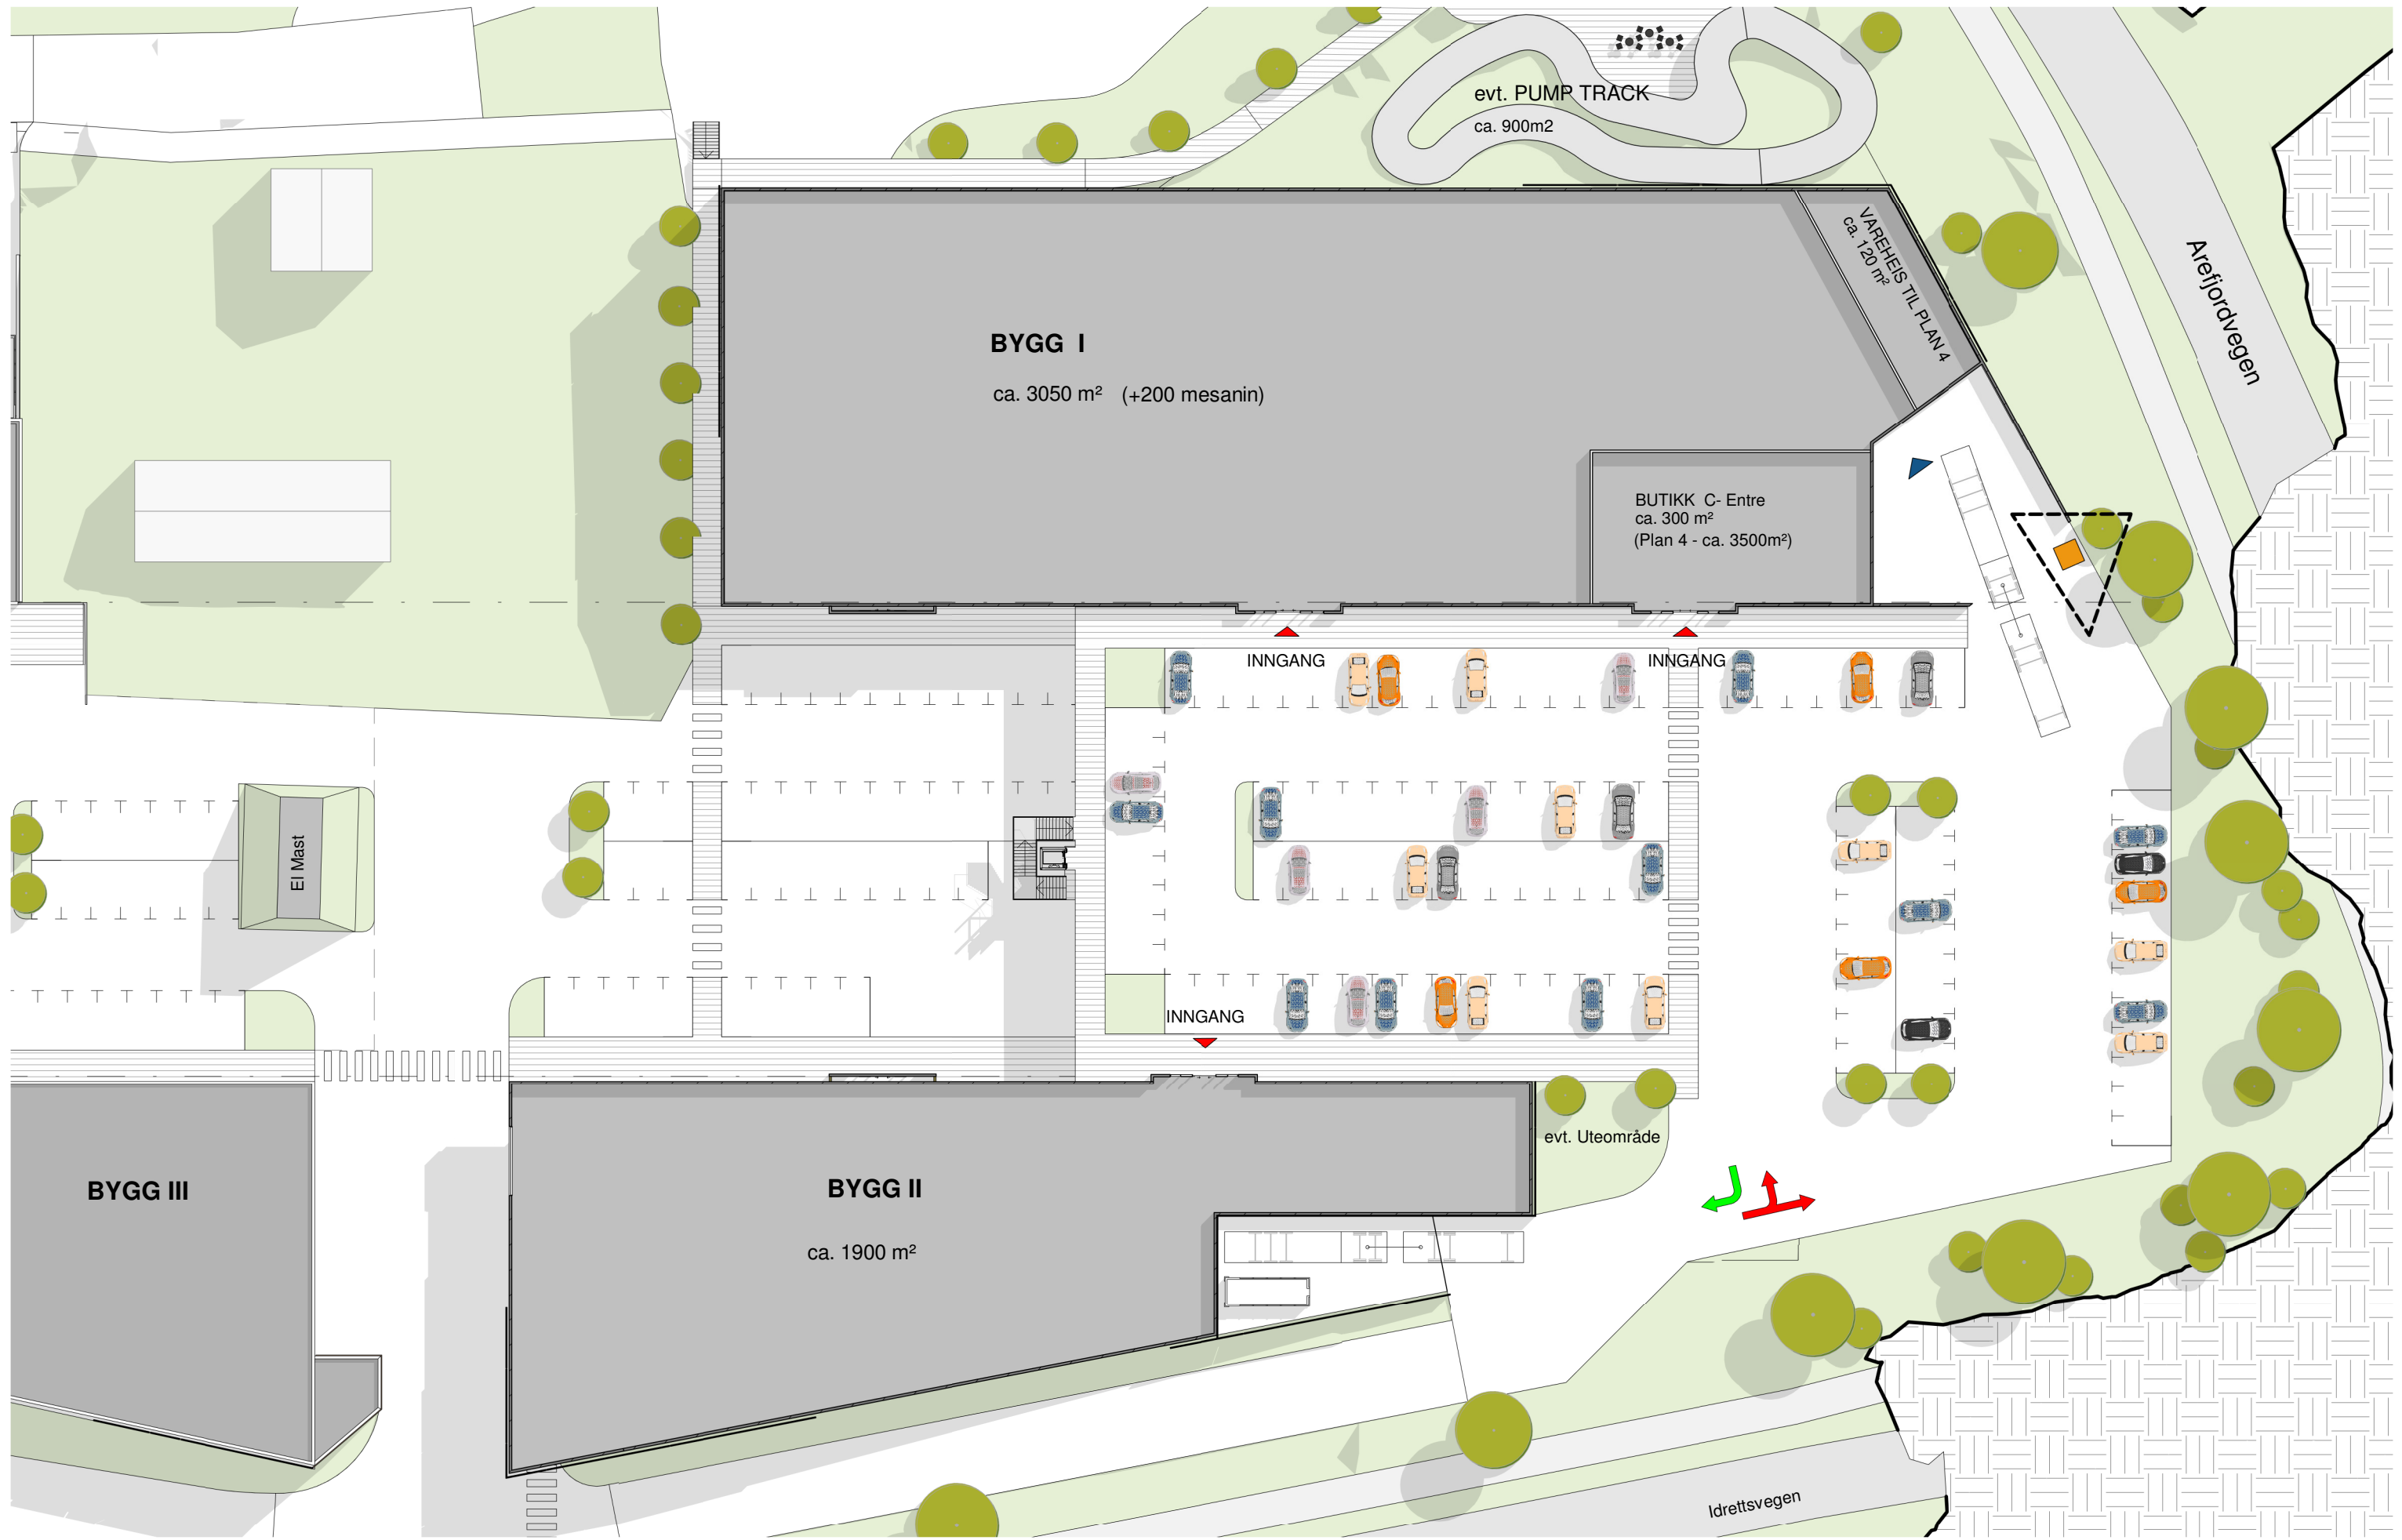 evt. PUMP TRACK
ca. 900m2
VAREHEIS TIL PLAN 4
ca. 120 m²
Arefjordvegen
BYGG I
ca. 3050 m² (+200 mesanin)
BUTIKK C- Entre
ca. 300 m²
(Plan 4 - ca. 3500m²)
INNGANG
INNGANG
El Mast
INNGANG
evt. Uteområde
BYGG III
BYGG II
ca. 1900 m²
Idrettsvegen